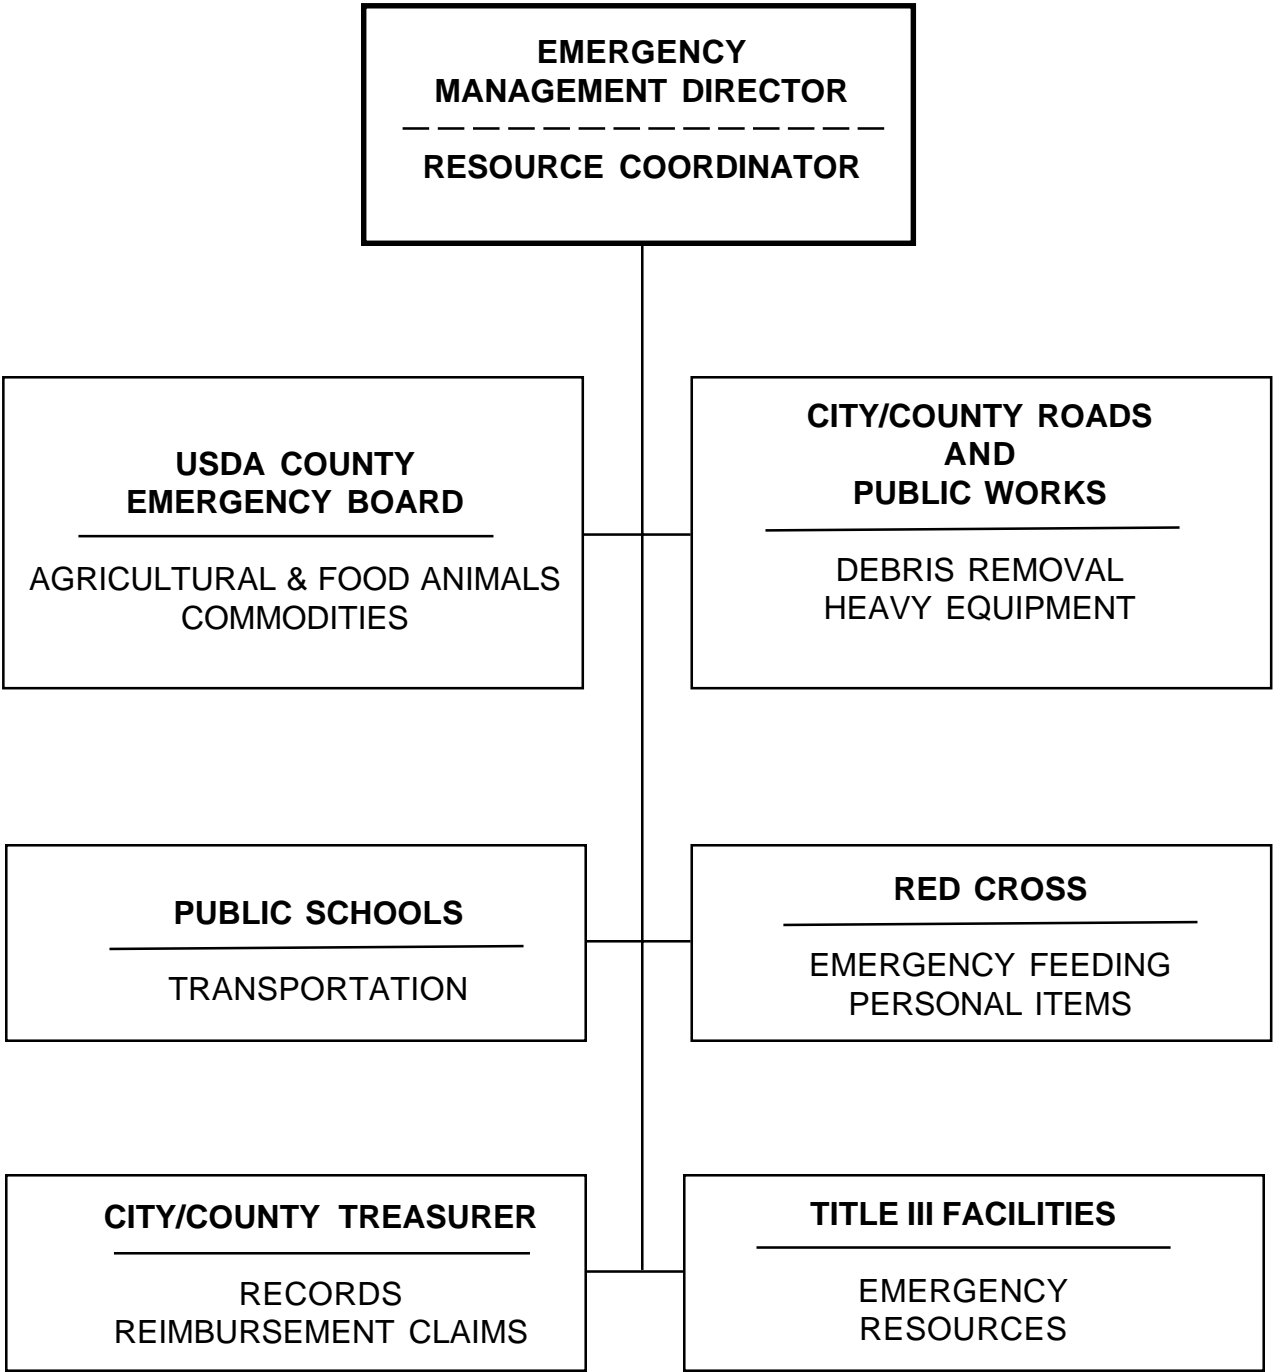 EMERGENCY
MANAGEMENT DIRECTOR
RESOURCE COORDINATOR
USDA COUNTY
EMERGENCY BOARD
AGRICULTURAL & FOOD ANIMALS
COMMODITIES
CITY/COUNTY ROADS
AND
PUBLIC WORKS
DEBRIS REMOVAL
HEAVY EQUIPMENT
PUBLIC SCHOOLS
TRANSPORTATION
RED CROSS
EMERGENCY FEEDING
PERSONAL ITEMS
CITY/COUNTY TREASURER
RECORDS
REIMBURSEMENT CLAIMS
TITLE III FACILITIES
EMERGENCY
RESOURCES